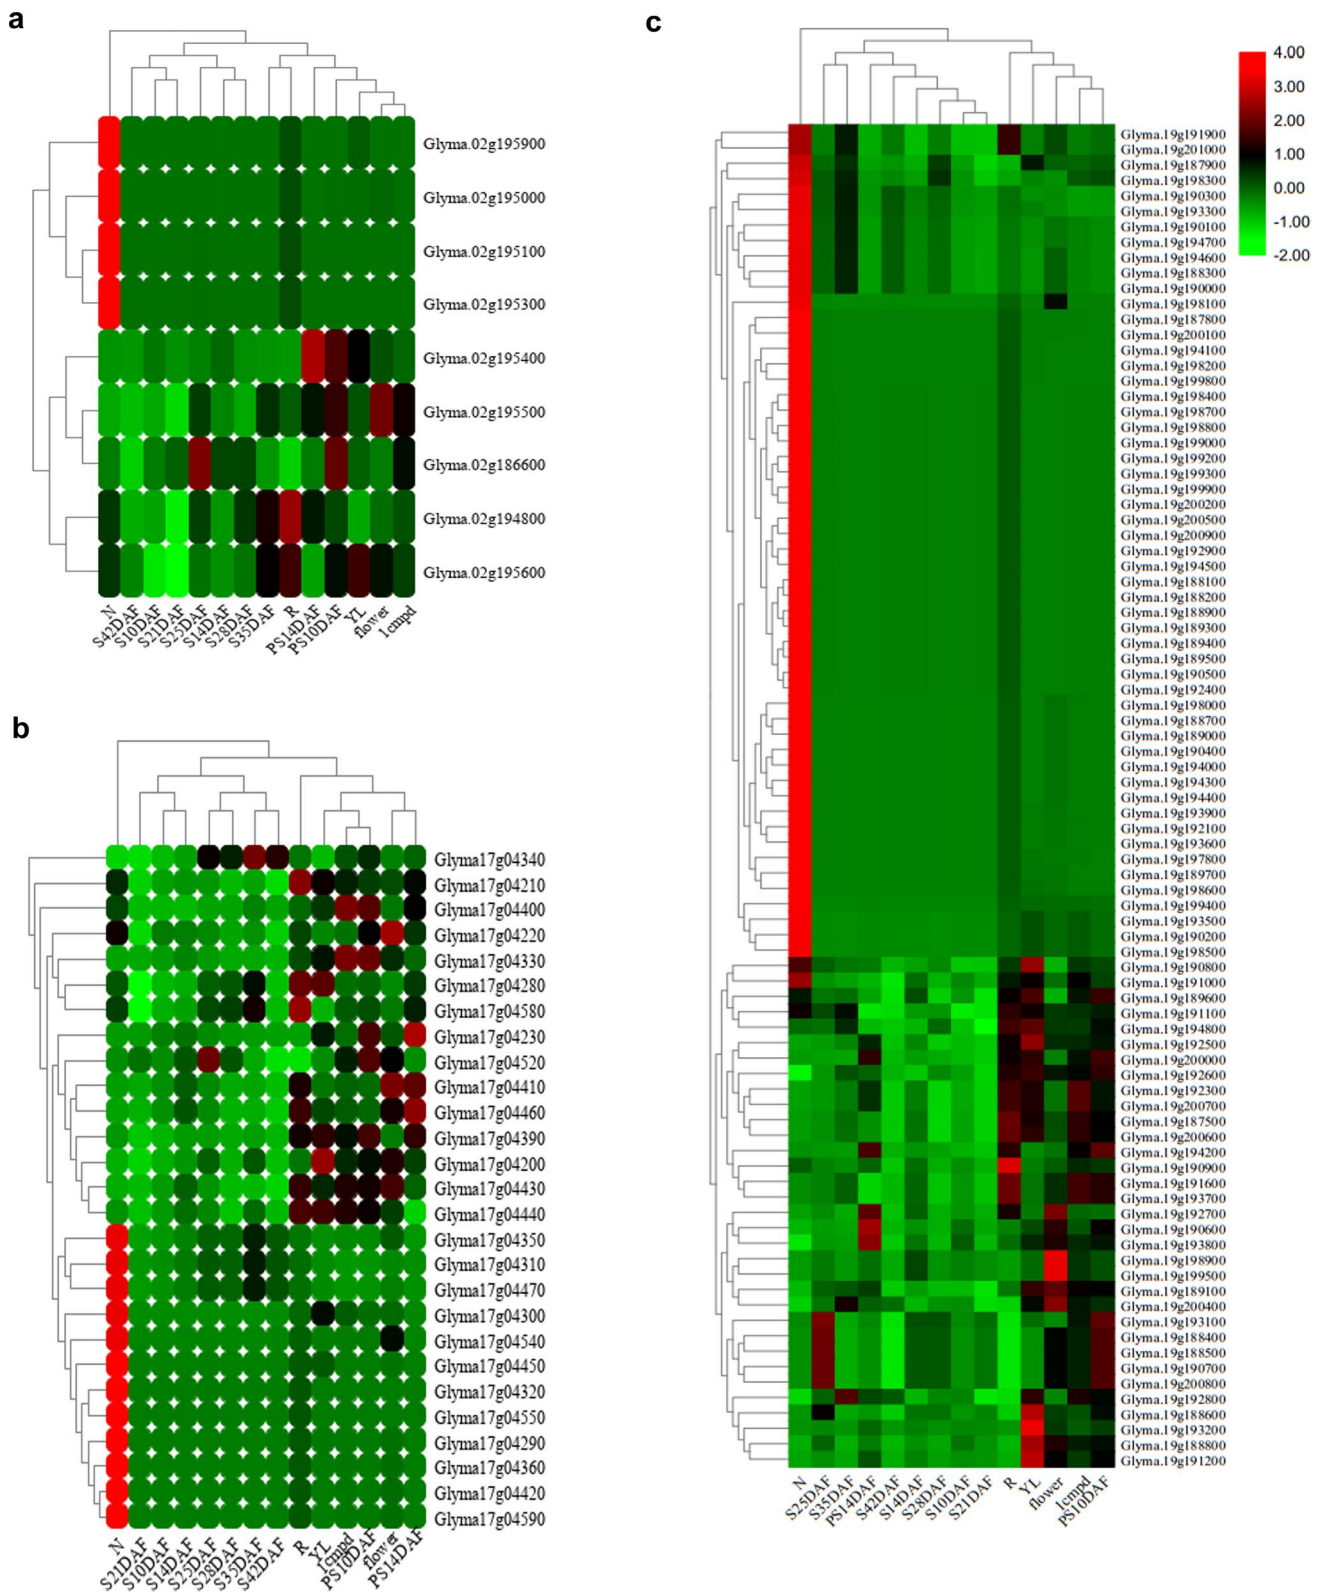 a
Glyma.02g195900
Glyma.02g195000
Glyma.02g195100
Glyma.02g195300
Glyma.02g195400
Glyma.02g195500
Glyma.02g186600
Glyma.02g194800
Glyma.02g195600
N
S42DAF
S10DAF
S21DAF
S25DAF
S14DAF
S28DAF
S35DAF
R
PS14DAF
PS10DAF
YL
flower
1cmpd
b
Glyma17g04340
Glyma17g04210
Glyma17g04400
Glyma17g04220
Glyma17g04330
Glyma17g04280
Glyma17g04580
Glyma17g04230
Glyma17g04520
Glyma17g04410
Glyma17g04460
Glyma17g04390
Glyma17g04200
Glyma17g04430
Glyma17g04440
Glyma17g04350
Glyma17g04310
Glyma17g04470
Glyma17g04300
Glyma17g04540
Glyma17g04450
Glyma17g04320
Glyma17g04550
Glyma17g04290
Glyma17g04360
Glyma17g04420
Glyma17g04590
N
S21DAF
S10DAF
S14DAF
S25DAF
S28DAF
S35DAF
S42DAF
R
YL
1cmpd
PS10DAF
flower
PS14DAF
c
4.00
3.00
2.00
1.00
0.00
-1.00
-2.00
Glyma.19g191900
Glyma.19g201000
Glyma.19g187900
Glyma.19g198300
Glyma.19g190300
Glyma.19g193300
Glyma.19g190100
Glyma.19g194700
Glyma.19g194600
Glyma.19g188300
Glyma.19g190000
Glyma.19g198100
Glyma.19g187800
Glyma.19g200100
Glyma.19g194100
Glyma.19g198200
Glyma.19g199800
Glyma.19g198400
Glyma.19g198700
Glyma.19g198800
Glyma.19g199000
Glyma.19g199200
Glyma.19g199300
Glyma.19g199900
Glyma.19g200200
Glyma.19g200500
Glyma.19g200900
Glyma.19g192900
Glyma.19g194500
Glyma.19g188100
Glyma.19g188200
Glyma.19g188900
Glyma.19g189300
Glyma.19g189400
Glyma.19g189500
Glyma.19g190500
Glyma.19g192400
Glyma.19g198000
Glyma.19g188700
Glyma.19g189000
Glyma.19g190400
Glyma.19g194000
Glyma.19g194300
Glyma.19g194400
Glyma.19g193900
Glyma.19g192100
Glyma.19g193600
Glyma.19g197800
Glyma.19g189700
Glyma.19g198600
Glyma.19g199400
Glyma.19g193500
Glyma.19g190200
Glyma.19g198500
Glyma.19g190800
Glyma.19g191000
Glyma.19g189600
Glyma.19g191100
Glyma.19g194800
Glyma.19g192500
Glyma.19g200000
Glyma.19g192600
Glyma.19g192300
Glyma.19g200700
Glyma.19g187500
Glyma.19g200600
Glyma.19g194200
Glyma.19g190900
Glyma.19g191600
Glyma.19g193700
Glyma.19g192700
Glyma.19g190600
Glyma.19g193800
Glyma.19g198900
Glyma.19g199500
Glyma.19g189100
Glyma.19g200400
Glyma.19g193100
Glyma.19g188400
Glyma.19g188500
Glyma.19g190700
Glyma.19g200800
Glyma.19g192800
Glyma.19g188600
Glyma.19g193200
Glyma.19g188800
Glyma.19g191200
N
S25DAF
S35DAF
PS14DAF
S42DAF
S14DAF
S28DAF
S10DAF
S21DAF
R
YL
flower
1cmpd
PS10DAF